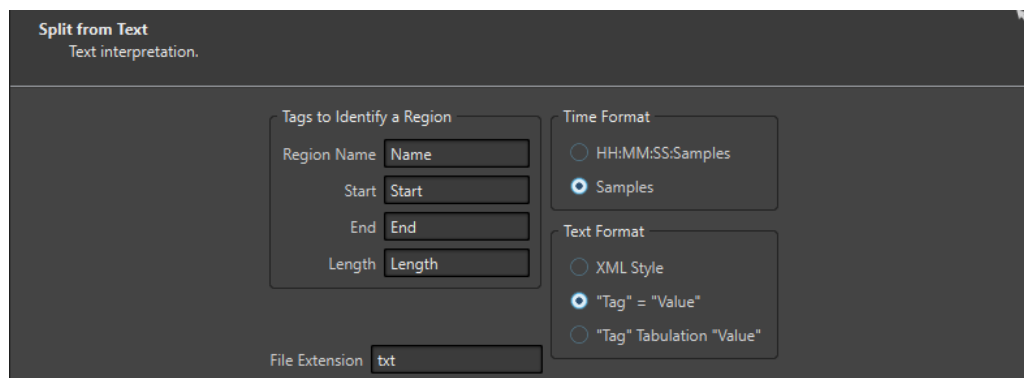 Split from Text
Text interpretation.
Tags to Identify a Region
Region Name Name
Start Start
End End
Length Length
File Extension txt
Time Format
HH:MM:SS:Samples
Samples
Text Format
XML Style
"Tag" = "Value"
"Tag" Tabulation "Value"